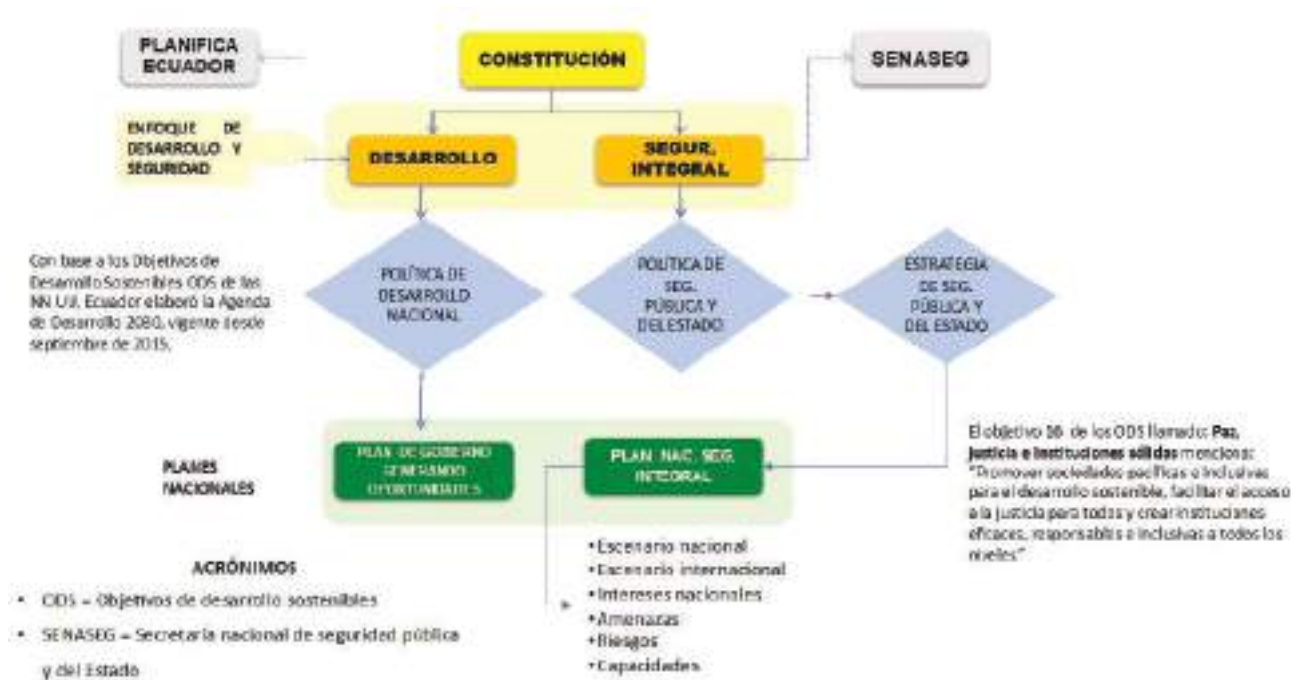 PLANIFICA
ECUADOR
CONSTITUCIÓN
SENASEG
ENFOQUE DE
DESARROLLO Y
SEGURIDAD
DESARROLLO
SEGUR.
INTEGRAL
Con base a los Objetivos de
Desarrollo Sostenibles ODS de las
NN.UU. Ecuador elaboró la Agenda
de Desarrollo 2030, vigente desde
septiembre de 2015.
POLÍTICA DE
DESARROLLO
NACIONAL
POLÍTICA DE
SEG.
PÚBLICA Y
DEL ESTADO
ESTRATEGIA
DE SEG.
PÚBLICA Y
DEL ESTADO
PLANES
NACIONALES
PLAN DE GOBIERNO
GENERANDO
OPORTUNIDADES
PLAN. NAC. SEG.
INTEGRAL
El objetivo 16 de los ODS llamado: Paz,
justicia e instituciones sólidas menciona:
"Promover sociedades pacíficas e inclusivas
para el desarrollo sostenible, facilitar el acceso
a la justicia para todos y crear instituciones
eficaces, responsables e inclusivas a todos los
niveles"
•Escenario nacional
•Escenario internacional
•Intereses nacionales
•Amenazas
•Riesgos
•Capacidades
ACRÓNIMOS
• ODS = Objetivos de desarrollo sostenibles
• SENASEG = Secretaría nacional de seguridad pública
y del Estado